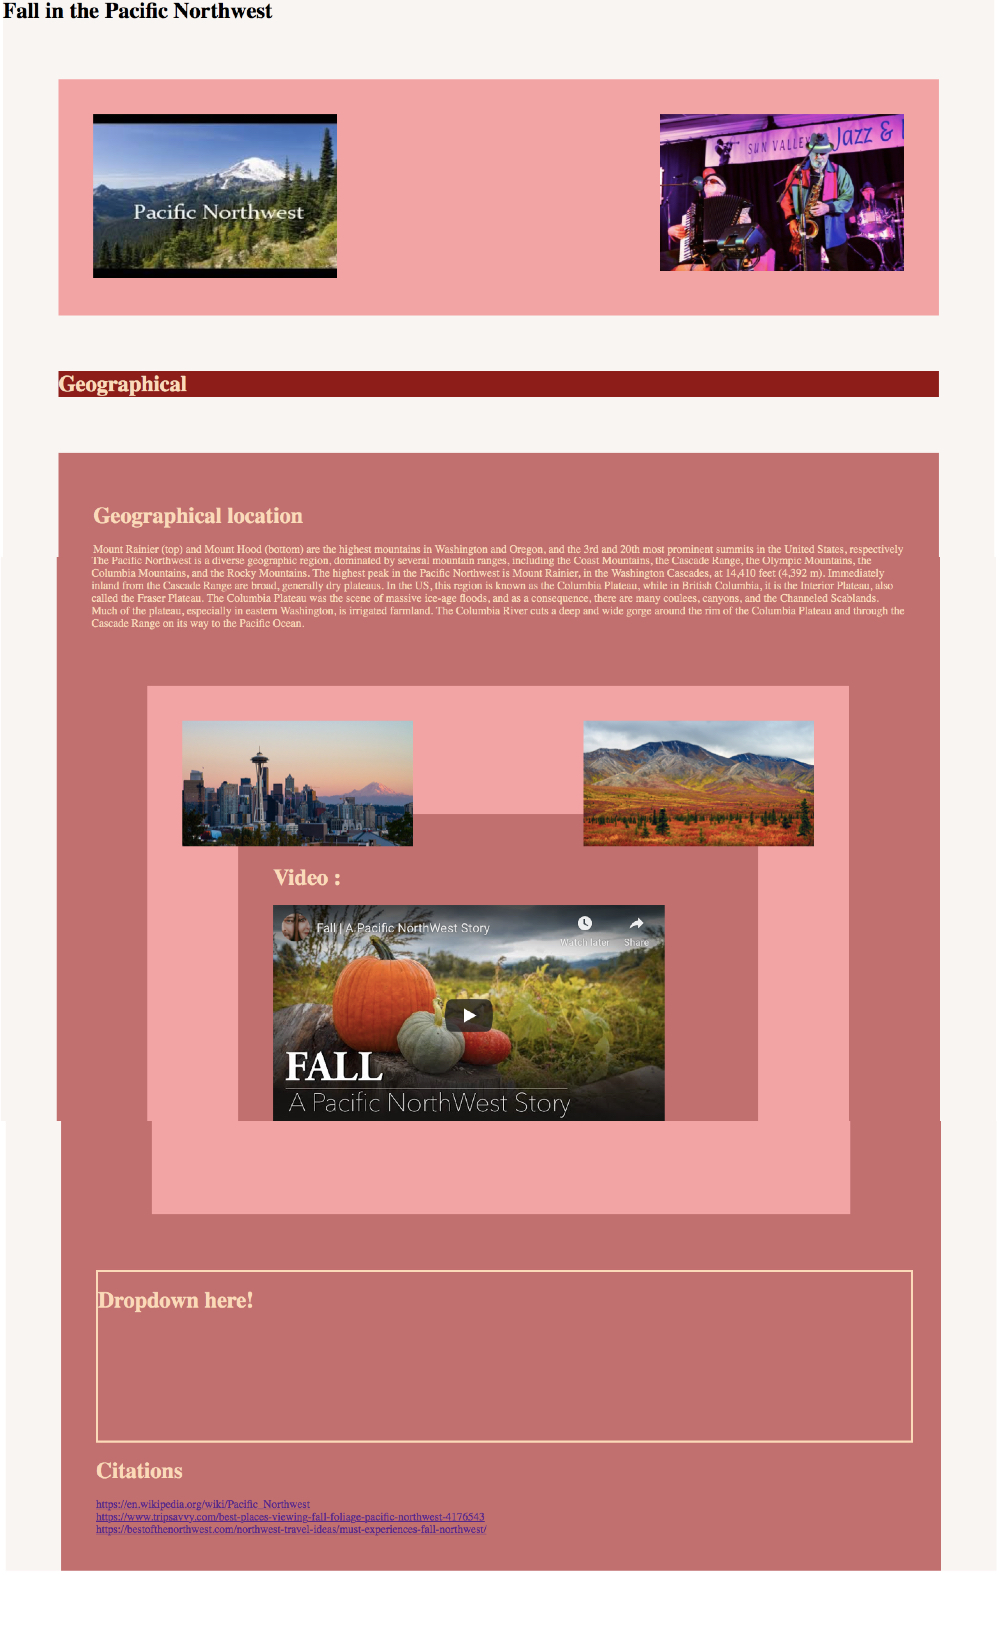 Fall in the Pacific Northwest
Pacific Northwest
SUN VALLEY Jazz &
Geographical
Geographical location
Mount Rainier (top) and Mount Hood (bottom) are the highest mountains in Washington and Oregon, and the 3rd and 20th most prominent summits in the United States, respectively
The Pacific Northwest is a diverse geographic region, dominated by several mountain ranges, including the Coast Mountains, the Cascade Range, the Olympic Mountains, the
Columbia Mountains, and the Rocky Mountains. The highest peak in the Pacific Northwest is Mount Rainier, in the Washington Cascades, at 14,410 feet (4,392 m). Immediately
inland from the Cascade Range are broad, generally dry plateaus. In the US, this region is known as the Columbia Plateau, while in British Columbia, it is the Interior Plateau, also
called the Fraser Plateau. The Columbia Plateau was the scene of massive ice-age floods, and as a consequence, there are many coulees, canyons, and the Channeled Scablands.
Much of the plateau, especially in eastern Washington, is irrigated farmland. The Columbia River cuts a deep and wide gorge around the rim of the Columbia Plateau and through the
Cascade Range on its way to the Pacific Ocean.
Video :
Fall | A Pacific NorthWest Story
Watch later Share
FALL
A Pacific NorthWest Story
Dropdown here!
Citations
https://en.wikipedia.org/wiki/Pacific_Northwest
https://www.tripsavvy.com/best-places-viewing-fall-foliage-pacific-northwest-4176543
https://bestofthenorthwest.com/northwest-travel-ideas/must-experiences-fall-northwest/